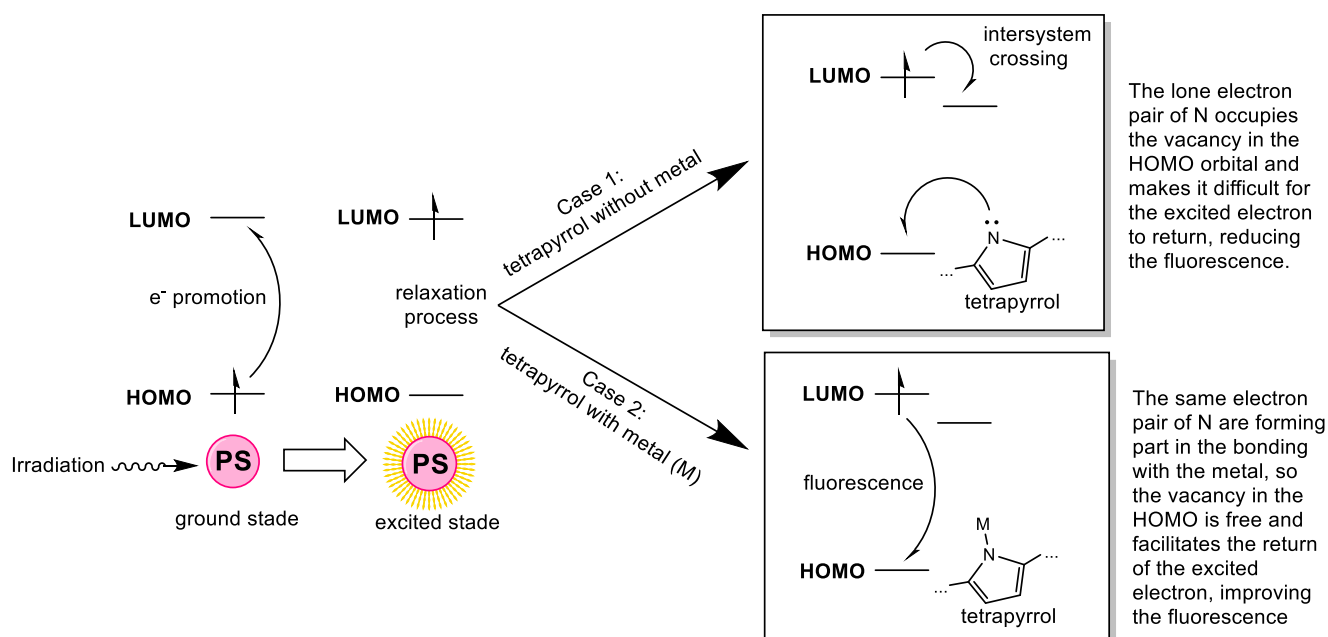 LUMO
e- promotion
HOMO
Irradiation
PS
ground stade
LUMO
relaxation
process
HOMO
PS
excited stade
Case 1:
tetrapyrrol without metal
Case 2:
tetrapyrrol with metal (M)
intersystem
crossing
LUMO
HOMO
N
...
...
tetrapyrrol
The lone electron
pair of N occupies
the vacancy in the
HOMO orbital and
makes it difficult for
the excited electron
to return, reducing
the fluorescence.
LUMO
fluorescence
M
N
HOMO
...
...
tetrapyrrol
The same electron
pair of N are forming
part in the bonding
with the metal, so
the vacancy in the
HOMO is free and
facilitates the return
of the excited
electron, improving
the fluorescence